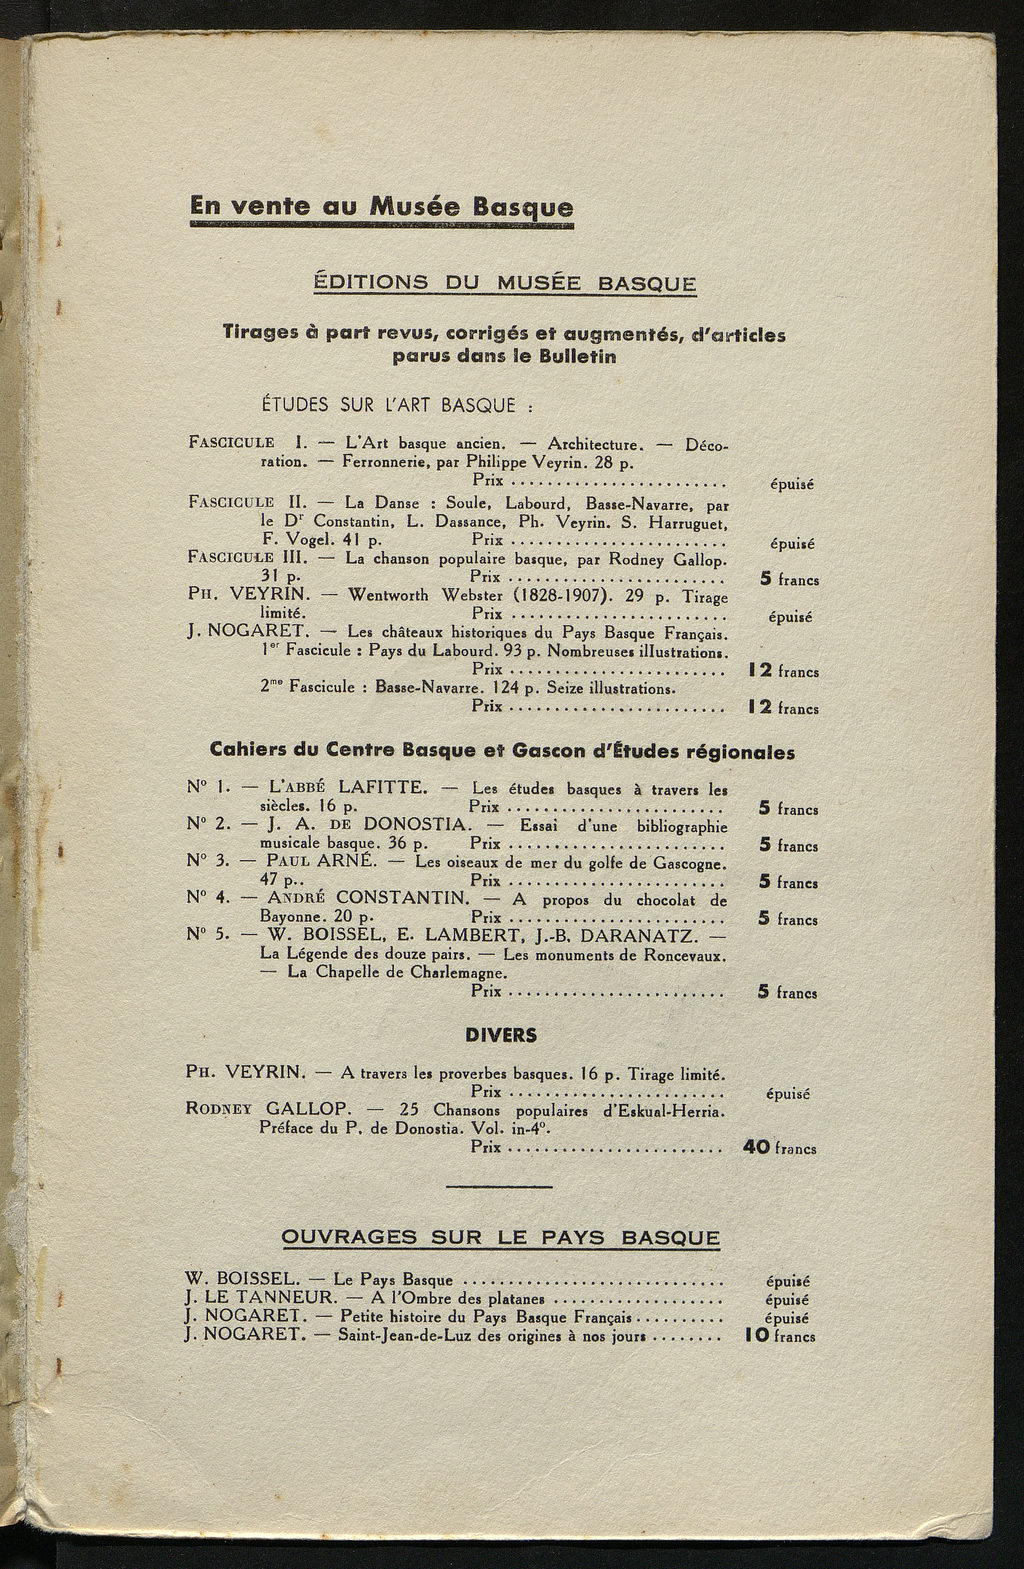 En vente au Musée Basque
ÉDITIONS DU MUSÉE BASQUE
Tirages à part revus, corrigés et augmentés, d'articles
parus dans le Bulletin
ÉTUDES SUR L'ART BASQUE :
FASCICULE I. — L'Art basque ancien. — Architecture. — Déco-
ration. — Ferronnerie, par Philippe Veyrin. 28 p.
Prix ........................ épuisé
FASCICULE II. — La Danse : Soule, Labourd, Basse-Navarre, par
le Dr Constantin, L. Dassance, Ph. Veyrin. S. Harruguet,
F. Vogel. 41 p. Prix ........................ épuisé
FASCICULE III. — La chanson populaire basque, par Rodney Gallop.
31 p. Prix ........................ 5 francs
PH. VEYRIN. — Wentworth Webster (1828-1907). 29 p. Tirage
limité. Prix ........................ épuisé
J. NOGARET. — Les châteaux historiques du Pays Basque Français.
1er Fascicule : Pays du Labourd. 93 p. Nombreuses illustrations.
Prix ........................ 12 francs
2me Fascicule : Basse-Navarre. 124 p. Seize illustrations.
Prix ........................ 12 francs
Cahiers du Centre Basque et Gascon d'Études régionales
N° 1. — L'ABBÉ LAFITTE. — Les études basques à travers les
siècles. 16 p. Prix ........................ 5 francs
N° 2. — J. A. DE DONOSTIA. — Essai d'une bibliographie
musicale basque. 36 p. Prix ........................ 5 francs
N° 3. — PAUL ARNÉ. — Les oiseaux de mer du golfe de Gascogne.
47 p.. Prix ........................ 5 francs
N° 4. — ANDRÉ CONSTANTIN. — A propos du chocolat de
Bayonne. 20 p. Prix ........................ 5 francs
N° 5. — W. BOISSEL, E. LAMBERT, J.-B. DARANATZ. —
La Légende des douze pairs. — Les monuments de Roncevaux.
— La Chapelle de Charlemagne.
Prix ........................ 5 francs
DIVERS
PH. VEYRIN. — A travers les proverbes basques. 16 p. Tirage limité.
Prix ........................ épuisé
RODNEY GALLOP. — 25 Chansons populaires d'Eskual-Herria.
Préface du P. de Donostia. Vol. in-4°.
Prix ........................ 40 francs
OUVRAGES SUR LE PAYS BASQUE
W. BOISSEL. — Le Pays Basque ............................. épuisé
J. LE TANNEUR. — A l'Ombre des platanes ................... épuisé
J. NOGARET. — Petite histoire du Pays Basque Français .......... épuisé
J. NOGARET. — Saint-Jean-de-Luz des origines à nos jours ........ 10 francs